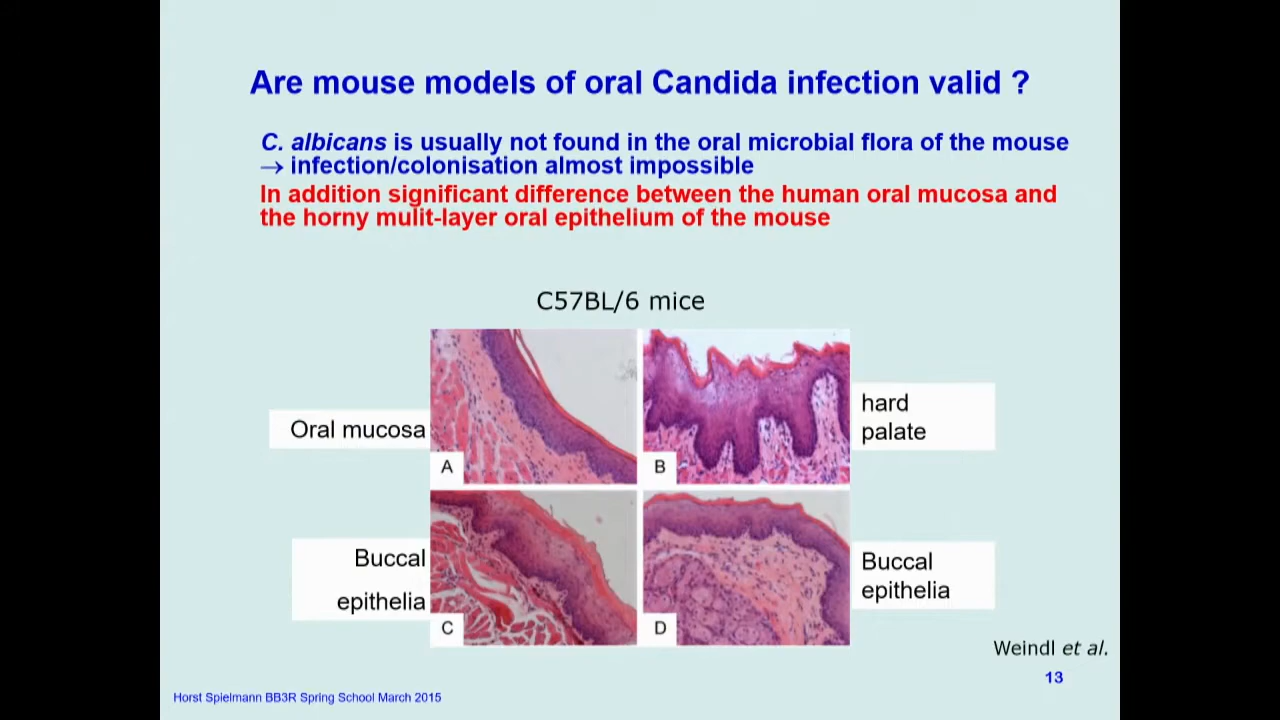 Are mouse models of oral Candida infection valid ?
C. albicans is usually not found in the oral microbial flora of the mouse
→ infection/colonisation almost impossible
In addition significant difference between the human oral mucosa and
the horny mulit-layer oral epithelium of the mouse
C57BL/6 mice
Oral mucosa
A
B
hard
palate
Buccal
epithelia
C
D
Buccal
epithelia
Weindl et al.
13
Horst Spielmann BB3R Spring School March 2015